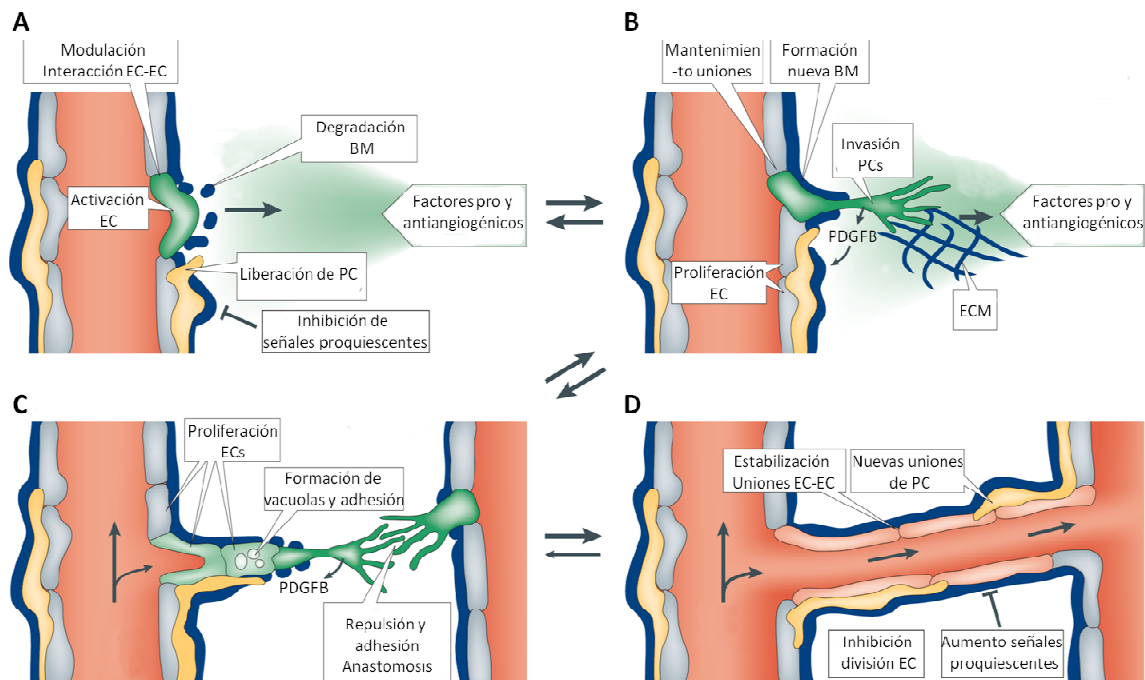 A
Modulación
Interacción EC-EC
Degradación
BM
Activación
EC
Factores pro y
antiangiogénicos
Liberación de PC
Inhibición de
señales proquiescentes
B
Mantenimien
-to uniones
Formación
nueva BM
Invasión
PCs
Factores pro y
antiangiogénicos
PDGFB
Proliferación
EC
ECM
C
Proliferación
ECs
Formación de
vacuolas y adhesión
PDGFB
Repulsión y
adhesión
Anastomosis
D
Estabilización
Uniones EC-EC
Nuevas uniones
de PC
Inhibición
división EC
Aumento señales
proquiescentes